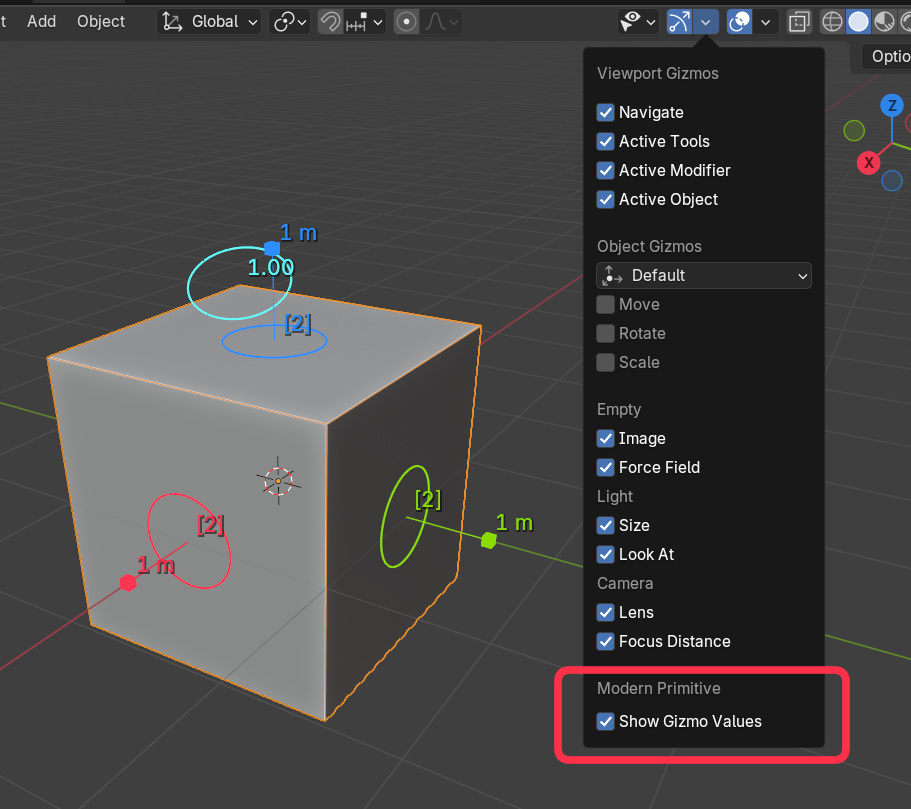 t Add Object Global
Optio
Viewport Gizmos
Navigate
Active Tools
Active Modifier
Active Object
Object Gizmos
Default
Move
Rotate
Scale
Empty
Image
Force Field
Light
Size
Look At
Camera
Lens
Focus Distance
Modern Primitive
Show Gizmo Values
Z
X
1 m
1.00
[2]
[2]
1 m
[2]
1 m